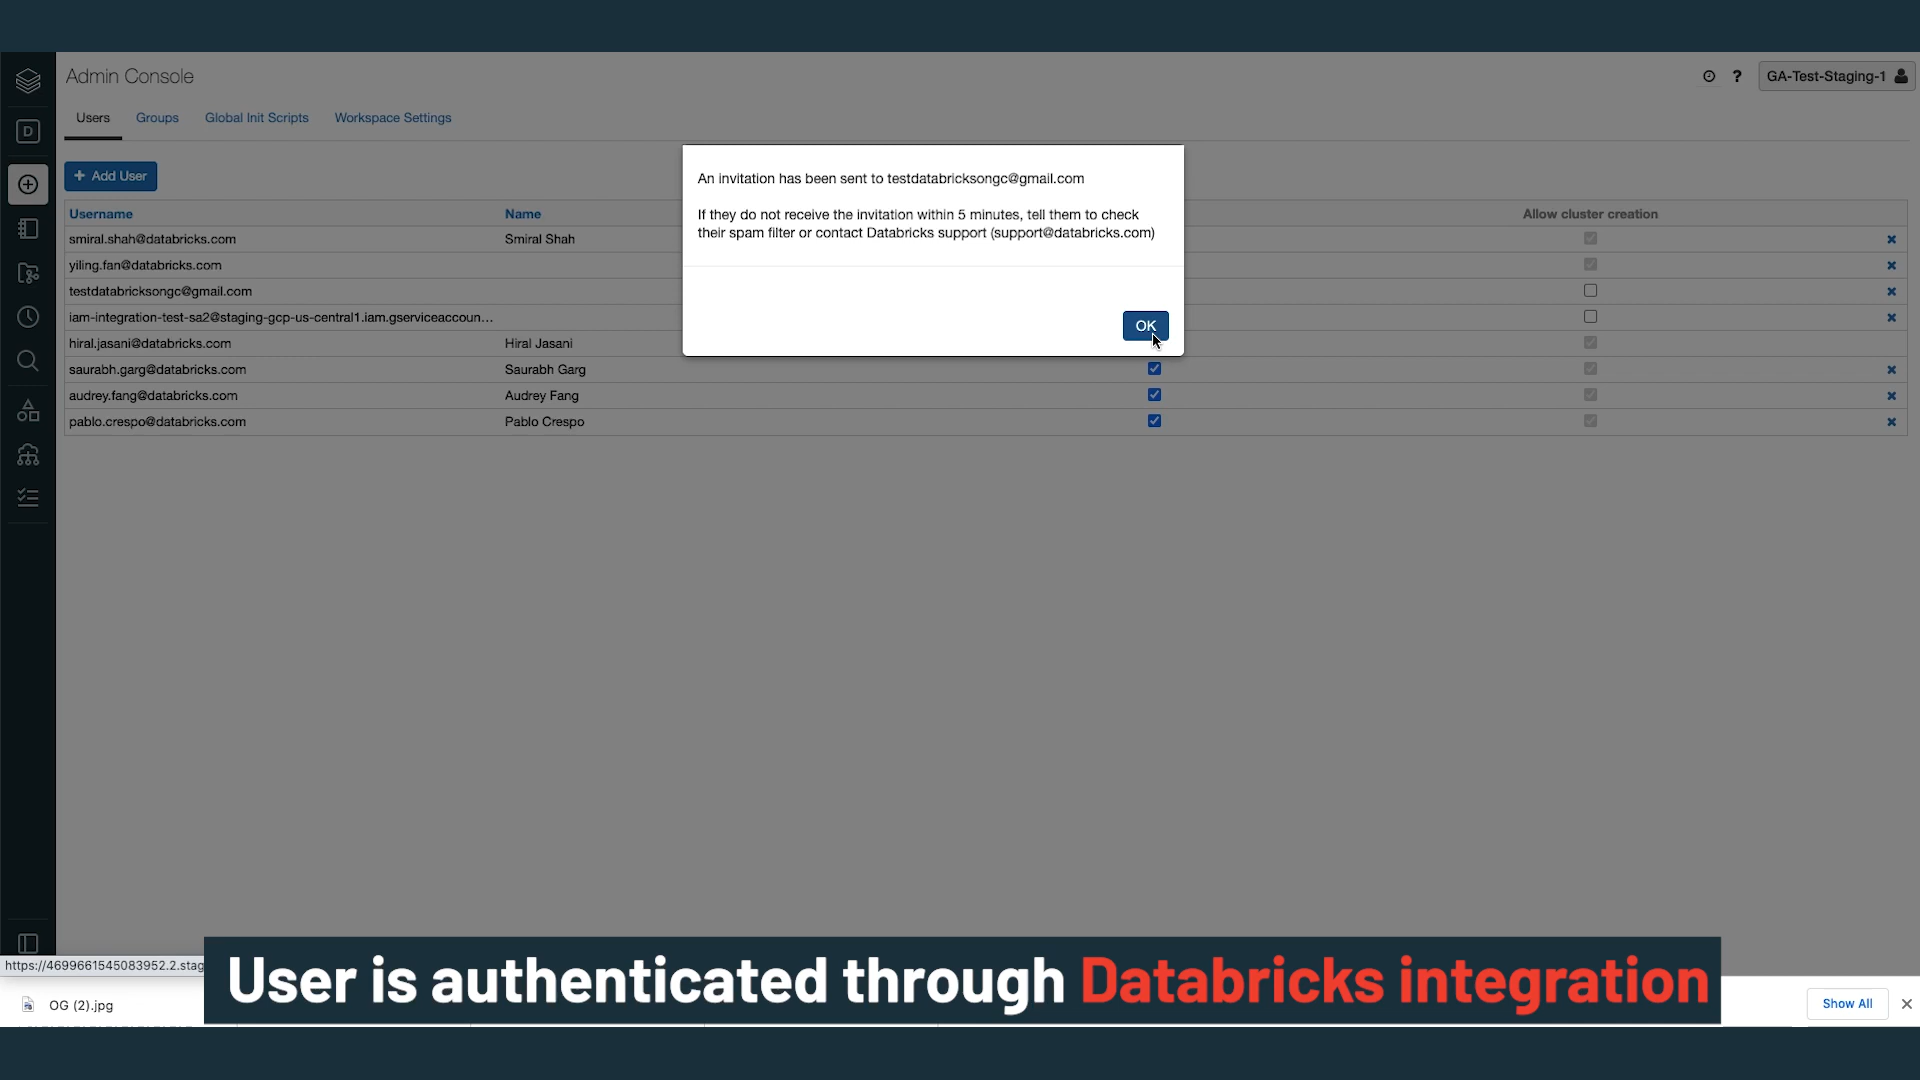 Admin Console
?
GA-Test-Staging-1
D
Users Groups Global Init Scripts Workspace Settings
+ Add User
An invitation has been sent to testdatabricksongc@gmail.com
If they do not receive the invitation within 5 minutes, tell them to check
their spam filter or contact Databricks support (support@databricks.com)
OK
Username Name Allow cluster creation
smiral.shah@databricks.com Smiral Shah
yiling.fan@databricks.com
testdatabricksongc@gmail.com
iam-integration-test-sa2@staging-gcp-us-central1.iam.gserviceaccoun...
hiral.jasani@databricks.com Hiral Jasani
saurabh.garg@databricks.com Saurabh Garg
audrey.fang@databricks.com Audrey Fang
pablo.crespo@databricks.com Pablo Crespo
https://4699661545083952.2.stag
User is authenticated through Databricks integration
OG (2).jpg
Show All